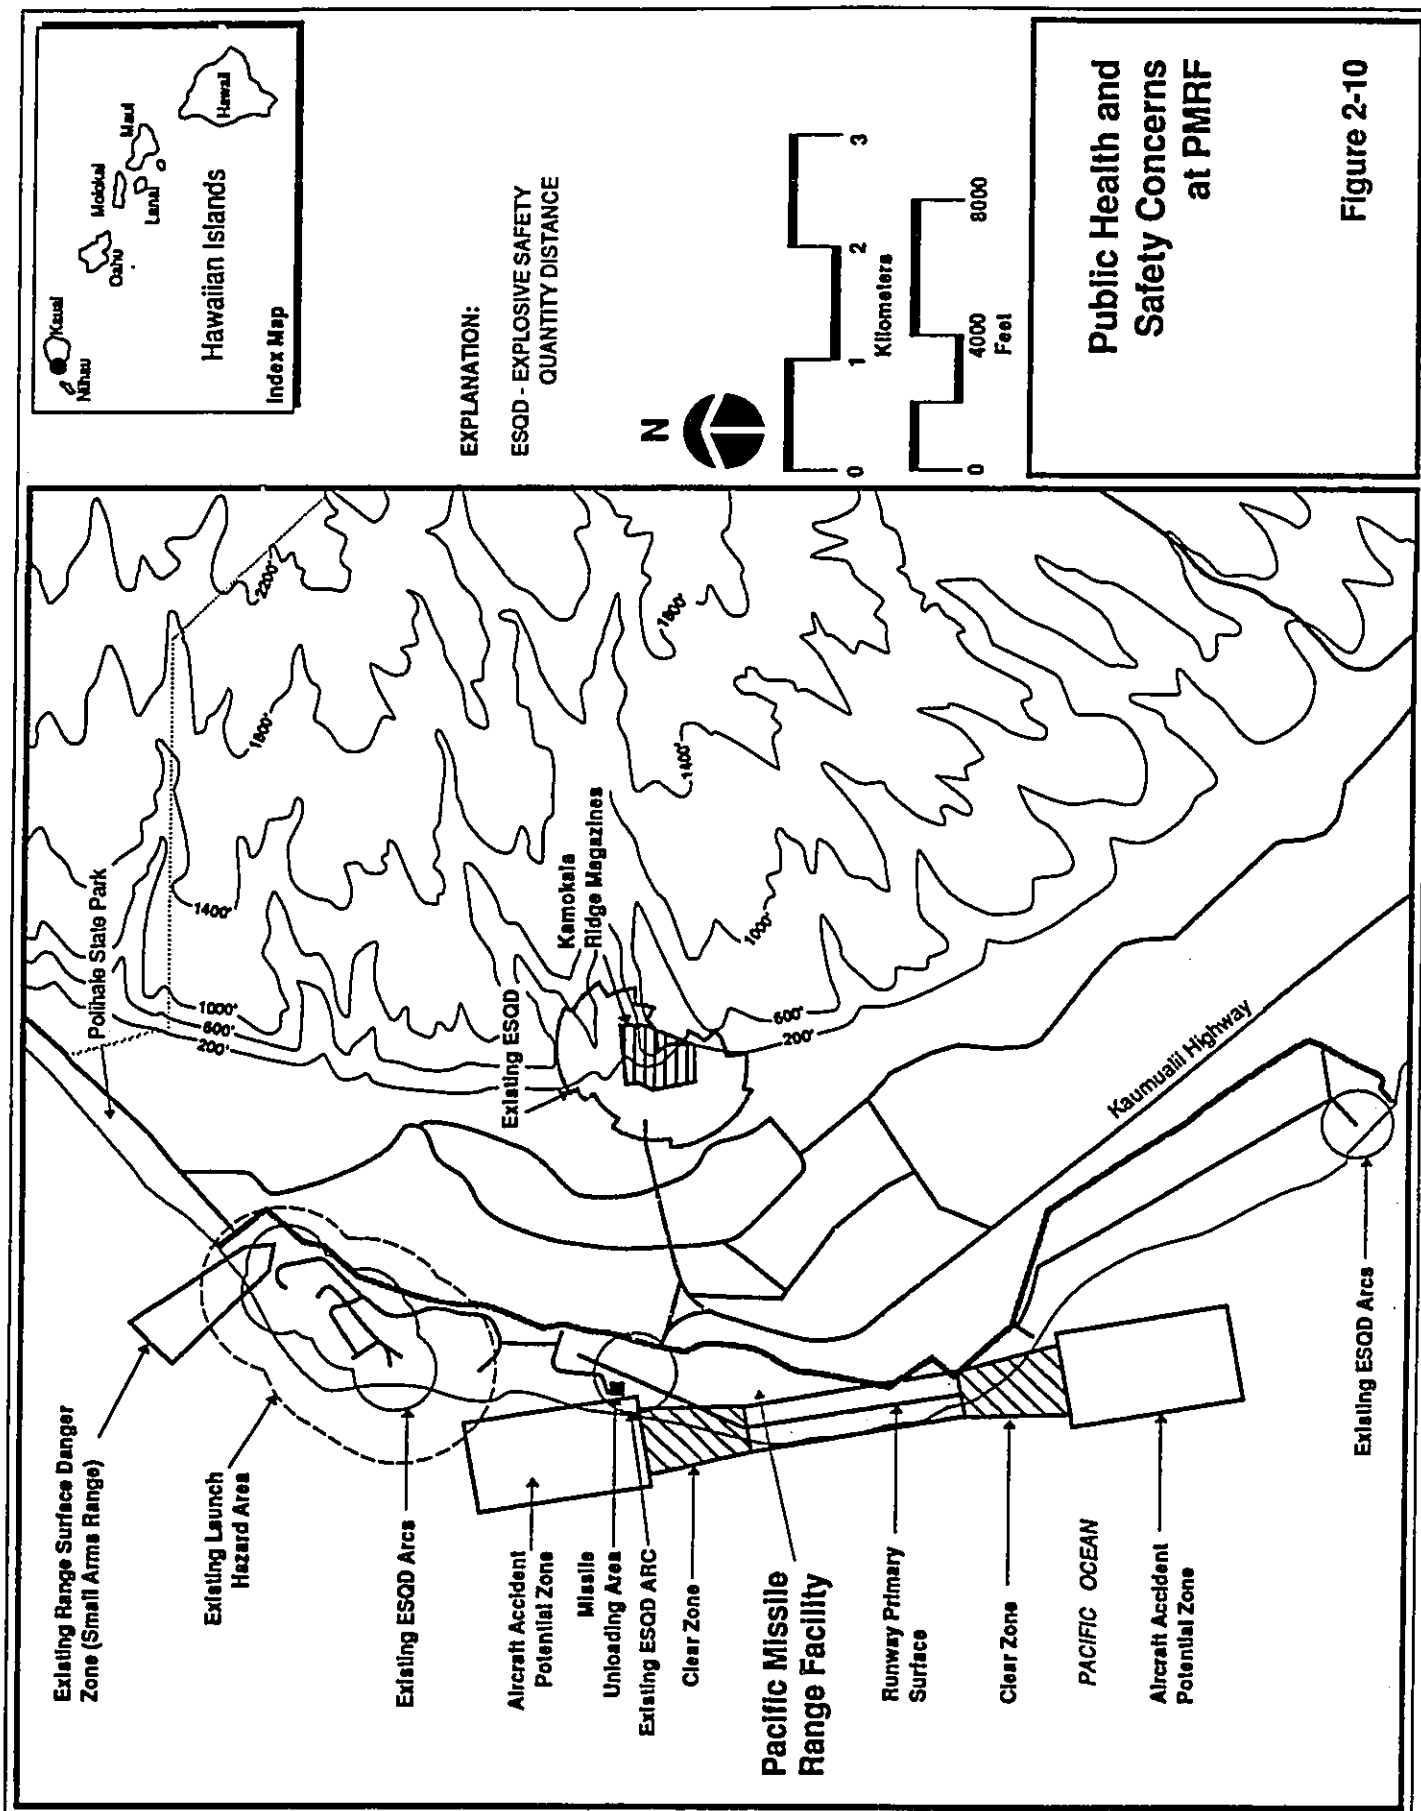 Existing Range Surface Danger
Zone (Small Arms Range)
Existing Launch
Hazard Area
Existing ESQD Arcs
Aircraft Accident
Potential Zone
Missile
Unloading Area
Existing ESQD ARC
Clear Zone
Pacific Missile
Range Facility
Runway Primary
Surface
Clear Zone
PACIFIC OCEAN
Aircraft Accident
Potential Zone
Existing ESQD Arcs
Polihale State Park
200'
600'
1000'
1400'
1800'
2200'
Existing ESQD
Kamokala
Ridge Magazines
200'
600'
1000'
1400'
1800'
Kaumualii Highway
Niihau
Kauai
Oahu
Molokai
Lanai
Maui
Hawaii
Hawaiian Islands
Index Map
EXPLANATION:
ESQD - EXPLOSIVE SAFETY
QUANTITY DISTANCE
N
0 1 2 3
Kilometers
0 4000 8000
Feet
Public Health and
Safety Concerns
at PMRF
Figure 2-10